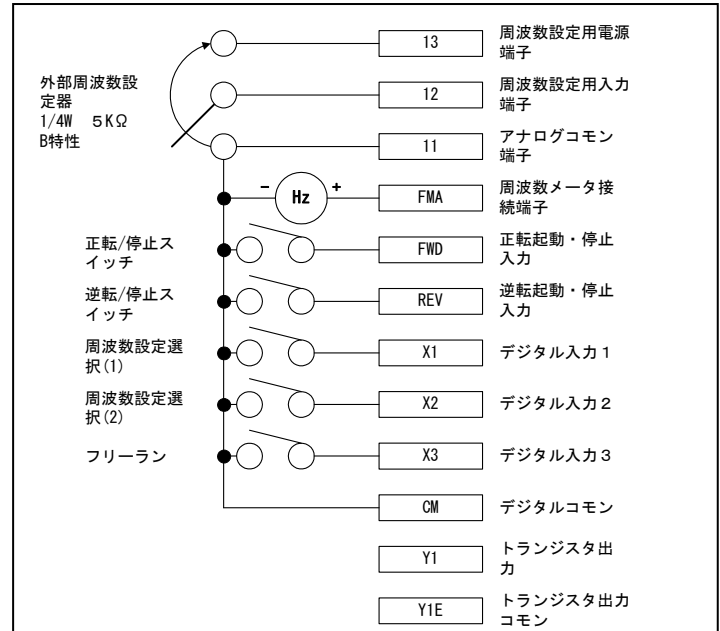 13
周波数設定用電源
端子
外部周波数設
定器
1/4W 5KΩ
B特性
12
周波数設定用入力
端子
11
アナログコモン
端子
- Hz +
FMA
周波数メータ接
続端子
正転/停止ス
イッチ
FWD
正転起動・停止
入力
逆転/停止ス
イッチ
REV
逆転起動・停止
入力
周波数設定選
択(1)
X1
デジタル入力1
周波数設定選
択(2)
X2
デジタル入力2
フリーラン
X3
デジタル入力3
CM
デジタルコモン
Y1
トランジスタ出
力
Y1E
トランジスタ出力
コモン